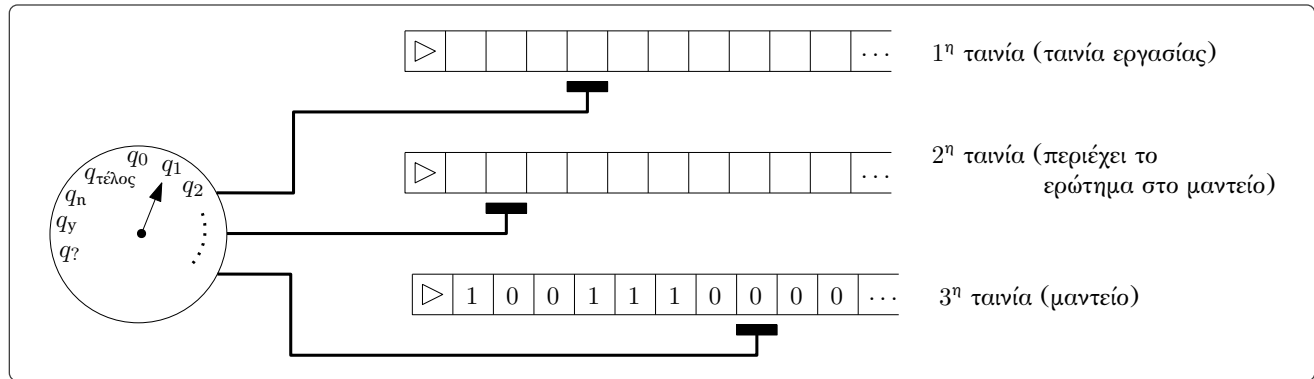 ▷ ... 1η ταινία (ταινία εργασίας)
q0 q1 q2 qτέλος qn qy q?
▷ ... 2η ταινία (περιέχει το
ερώτημα στο μαντείο)
▷ 1 0 0 1 1 1 0 0 0 0 ... 3η ταινία (μαντείο)